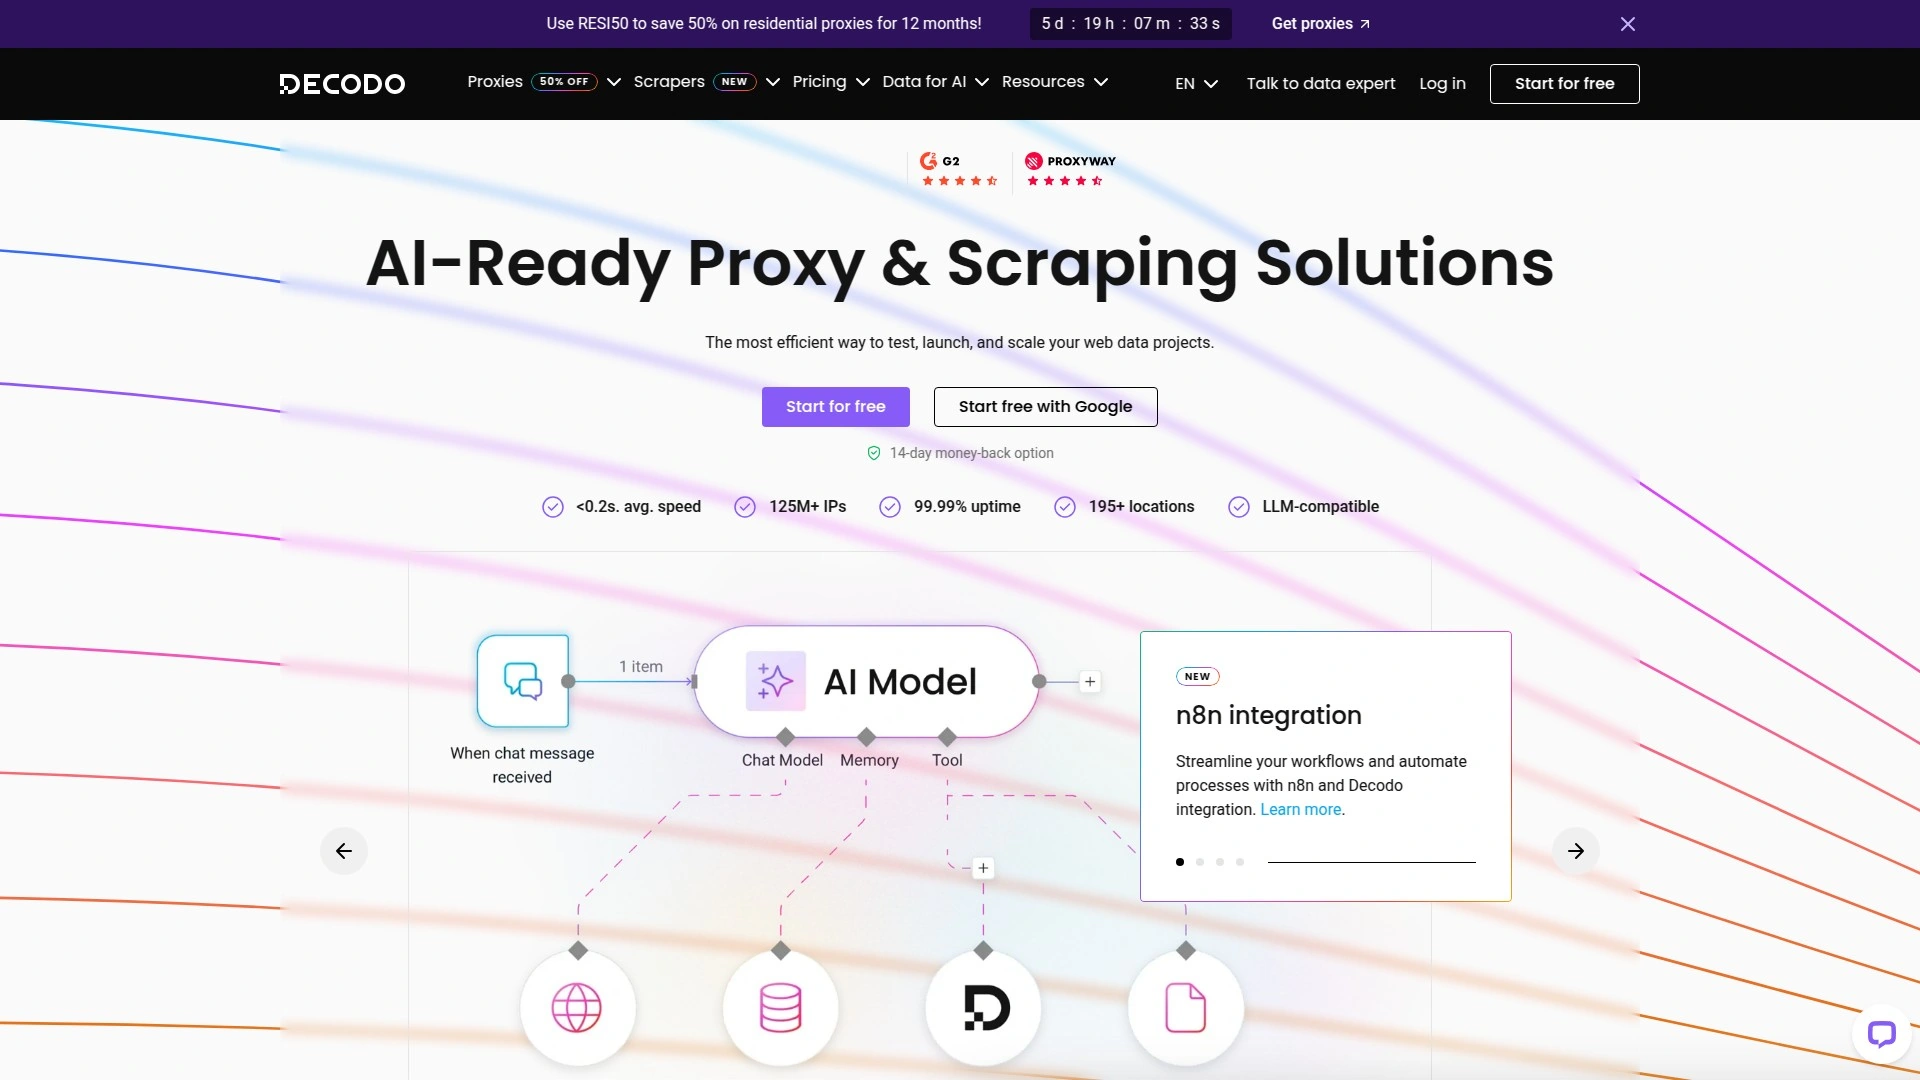 Use RESI50 to save 50% on residential proxies for 12 months! 5 d : 19 h : 07 m : 33 s Get proxies
DECODO Proxies 50% OFF Scrapers NEW Pricing Data for AI Resources EN Talk to data expert Log in Start for free
G2 PROXYWAY
AI-Ready Proxy & Scraping Solutions
The most efficient way to test, launch, and scale your web data projects.
Start for free Start free with Google
14-day money-back option
<0.2s. avg. speed 125M+ IPs 99.99% uptime 195+ locations LLM-compatible
1 item
AI Model
When chat message
received
Chat Model Memory Tool
NEW
n8n integration
Streamline your workflows and automate
processes with n8n and Decodo
integration. Learn more.